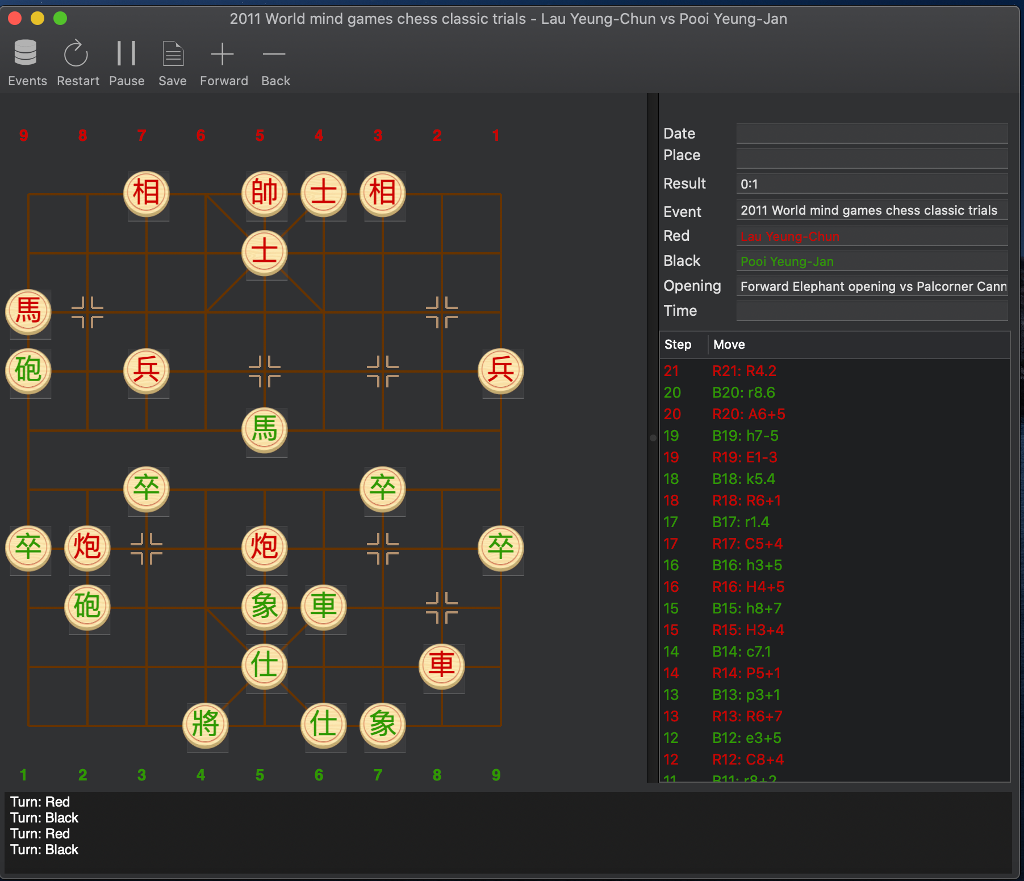 2011 World mind games chess classic trials - Lau Yeung-Chun vs Pooi Yeung-Jan
Events Restart Pause Save Forward Back
9 8 7 6 5 4 3 2 1
相 帥 士 相
士
馬
砲 兵 兵
馬
卒 卒
卒 炮 炮 卒
砲 象 車
仕 車
將 仕 象
1 2 3 4 5 6 7 8 9
Date
Place
Result 0:1
Event 2011 World mind games chess classic trials
Red Lau Yeung-Chun
Black Pooi Yeung-Jan
Opening Forward Elephant opening vs Palcorner Cann
Time
Step Move
21 R21: R4.2
20 B20: r8.6
20 R20: A6+5
19 B19: h7-5
19 R19: E1-3
18 B18: k5.4
18 R18: R6+1
17 B17: r1.4
17 R17: C5+4
16 B16: h3+5
16 R16: H4+5
15 B15: h8+7
15 R15: H3+4
14 B14: c7.1
14 R14: P5+1
13 B13: p3+1
13 R13: R6+7
12 B12: e3+5
12 R12: C8+4
11 B11: r8+2
Turn: Red
Turn: Black
Turn: Red
Turn: Black